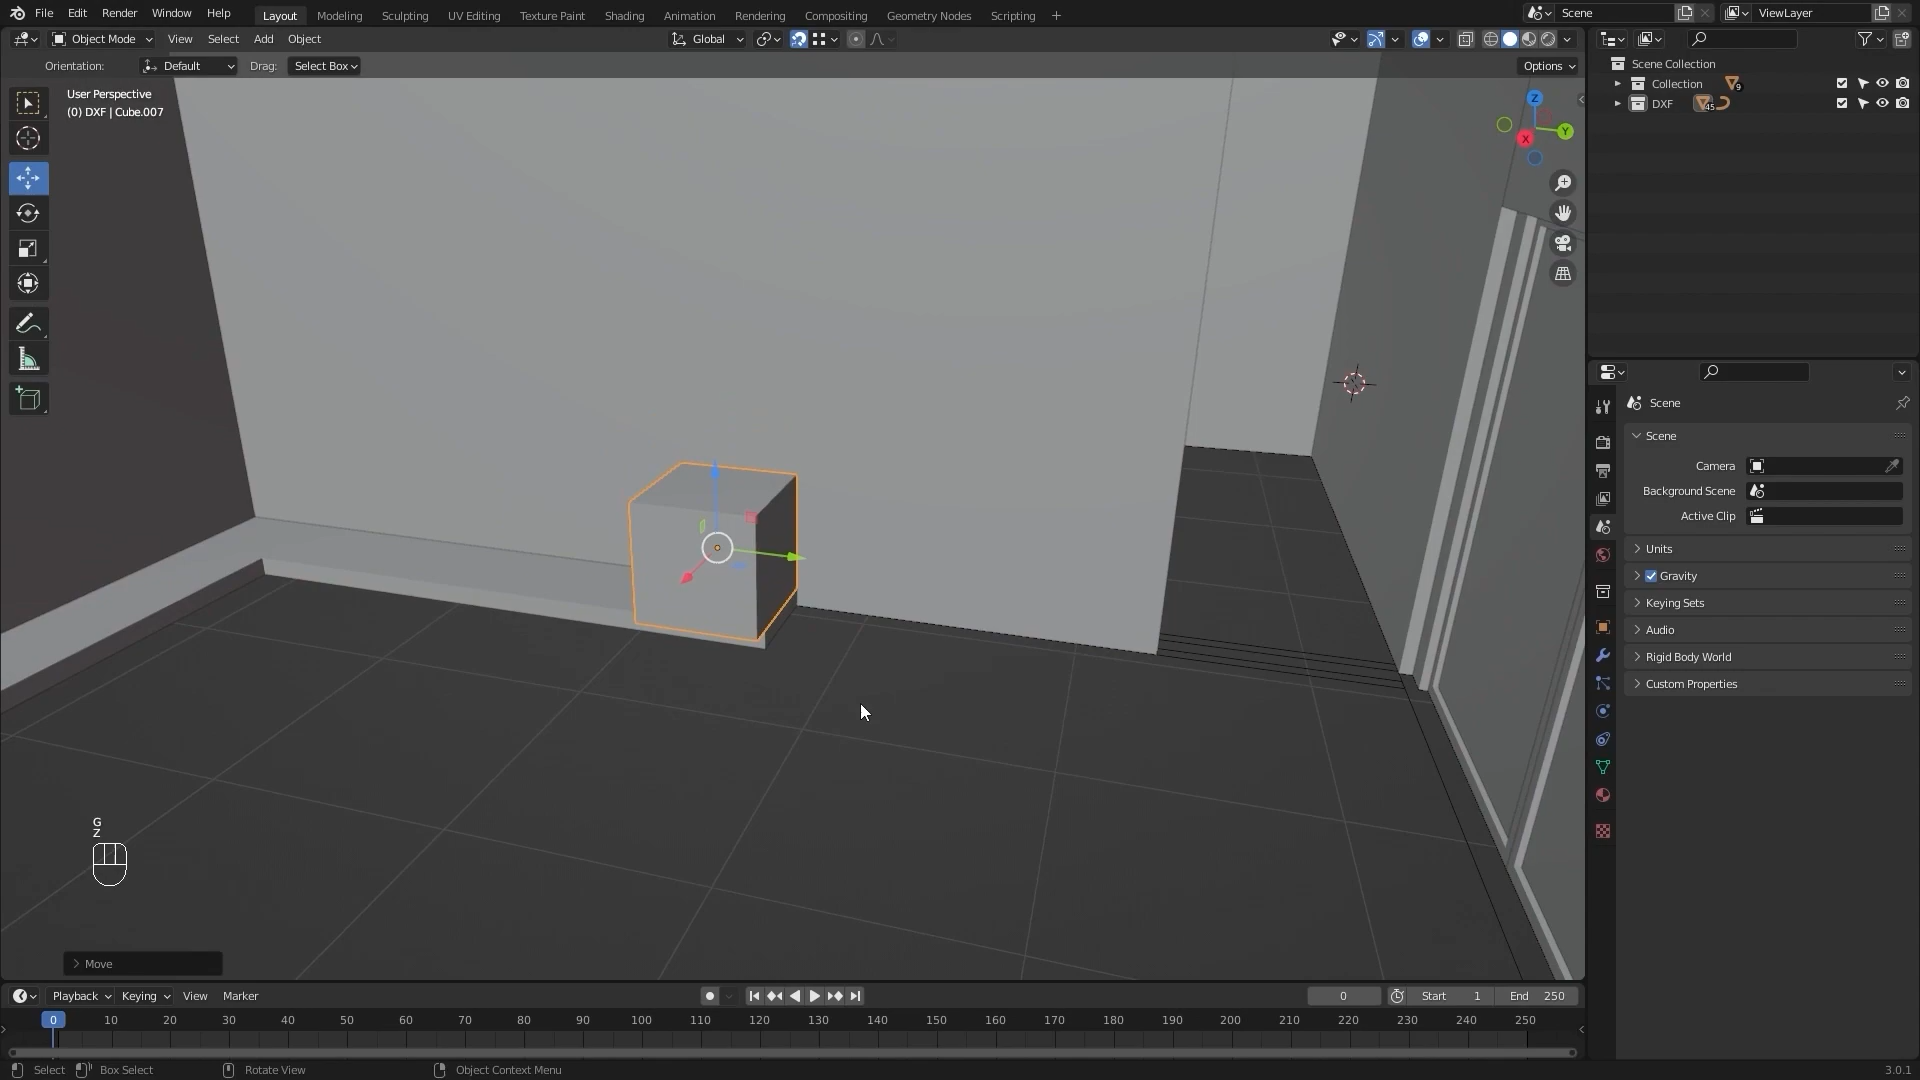 File Edit Render Window Help Layout Modeling Sculpting UV Editing Texture Paint Shading Animation Rendering Compositing Geometry Nodes Scripting + Scene ViewLayer
Object Mode View Select Add Object Global
Orientation: Default Drag: Select Box Options
User Perspective
(0) DXF | Cube.007
Z
Y
X
G
Z
Move
Scene Collection
Collection 9
DXF 45
Scene
Scene
Camera
Background Scene
Active Clip
Units
Gravity
Keying Sets
Audio
Rigid Body World
Custom Properties
Playback Keying View Marker 0 Start 1 End 250
0 10 20 30 40 50 60 70 80 90 100 110 120 130 140 150 160 170 180 190 200 210 220 230 240 250
Select Box Select Rotate View Object Context Menu 3.0.1